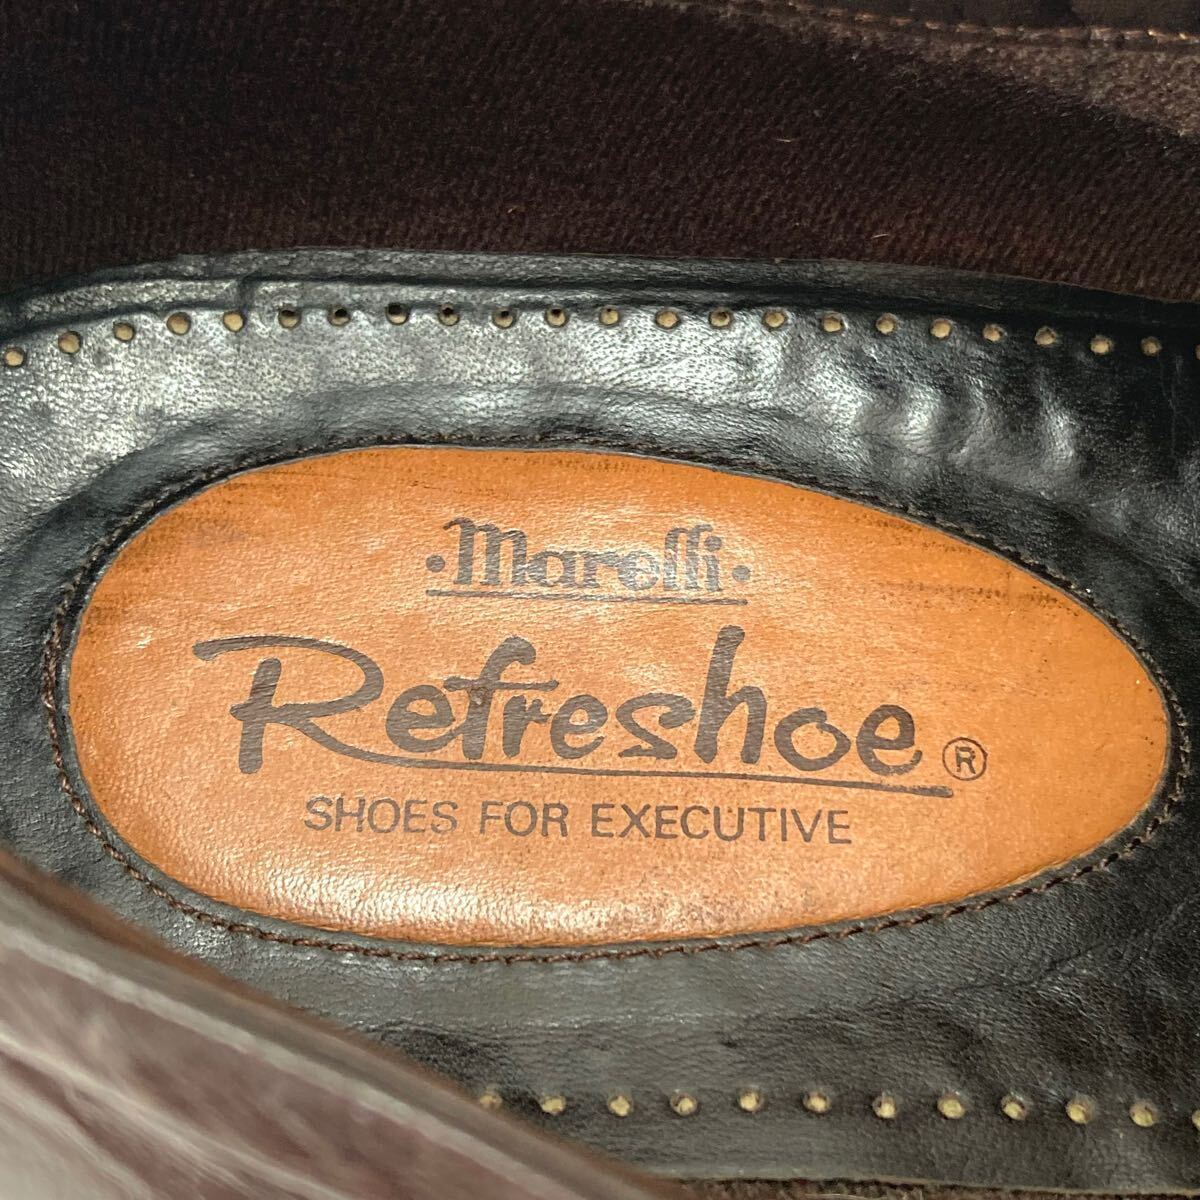 ·Marelli·
Refreshoe®
SHOES FOR EXECUTIVE